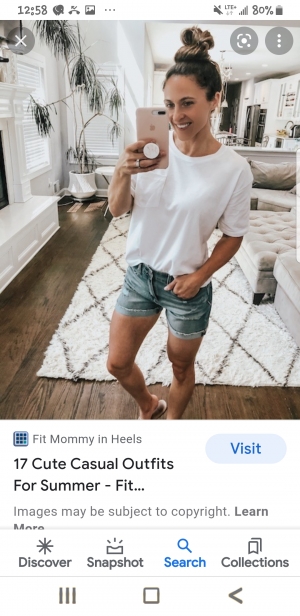 12:58
LTE+
80%
Fit Mommy in Heels
Visit
17 Cute Casual Outfits
For Summer - Fit...
Images may be subject to copyright. Learn
More
Discover Snapshot Search Collections